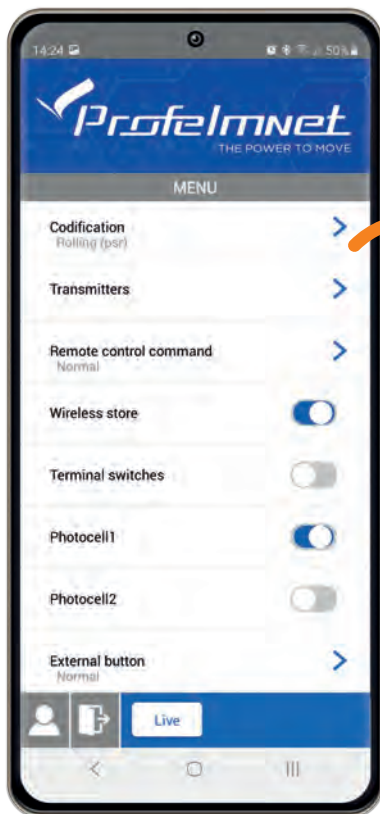 14:24
50%
Profelmnet
THE POWER TO MOVE
MENU
Codification
Rolling (psr)
Transmitters
Remote control command
Normal
Wireless store
Terminal switches
Photocell1
Photocell2
External button
Normal
Live